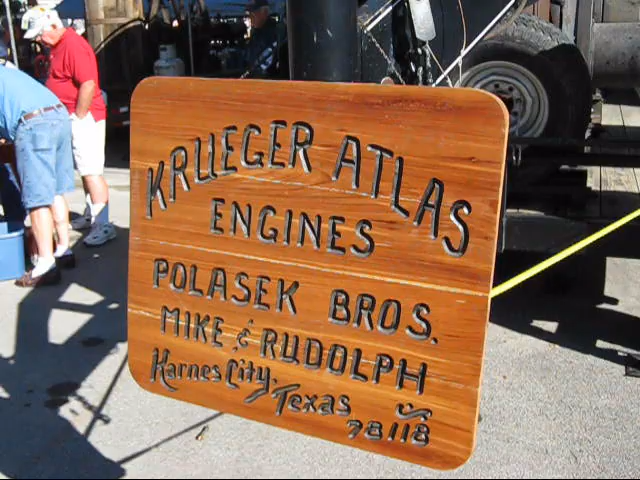 KRUEGER ATLAS
ENGINES
POLASEK BROS.
MIKE & RUDOLPH
Karnes City, Texas
78118